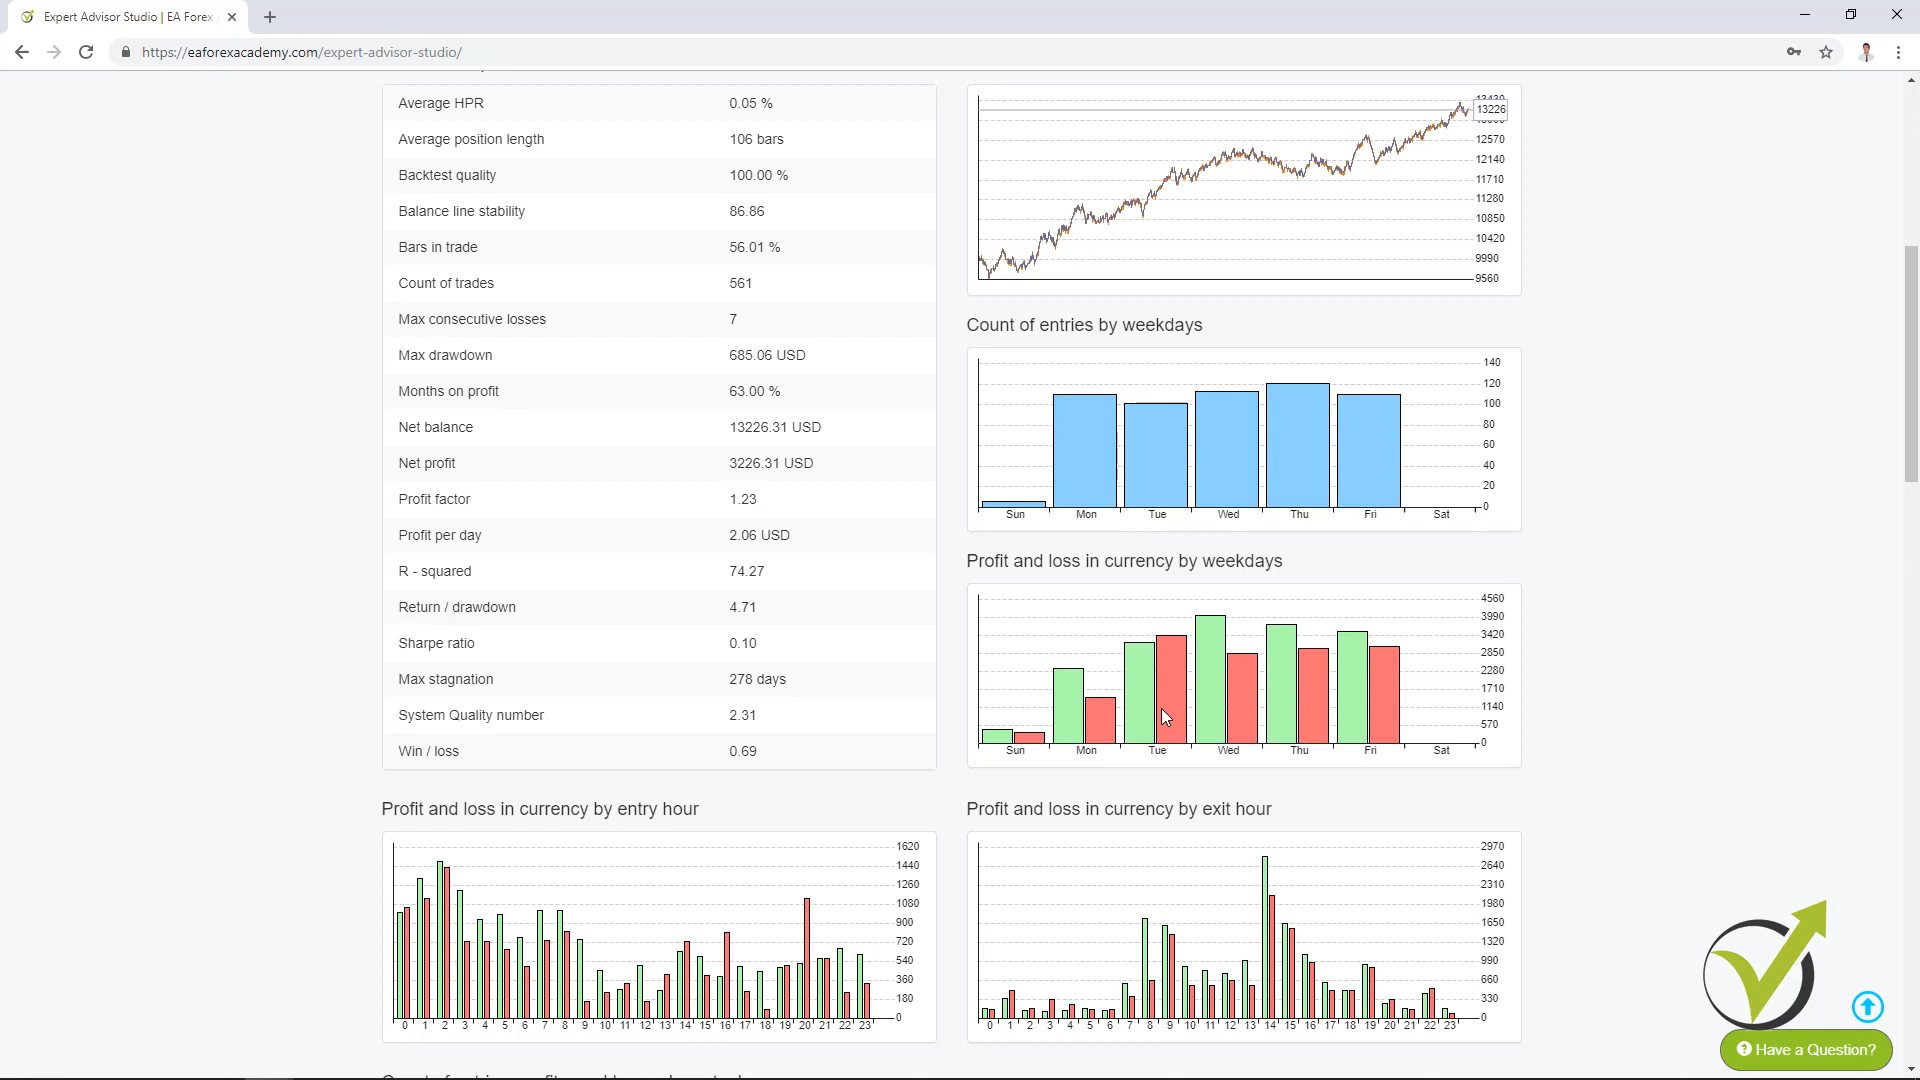 Expert Advisor Studio | EA Forex
https://eaforexacademy.com/expert-advisor-studio/
Average HPR 0.05 %
Average position length 106 bars
Backtest quality 100.00 %
Balance line stability 86.86
Bars in trade 56.01 %
Count of trades 561
Max consecutive losses 7
Max drawdown 685.06 USD
Months on profit 63.00 %
Net balance 13226.31 USD
Net profit 3226.31 USD
Profit factor 1.23
Profit per day 2.06 USD
R - squared 74.27
Return / drawdown 4.71
Sharpe ratio 0.10
Max stagnation 278 days
System Quality number 2.31
Win / loss 0.69
13226
12570
12140
11710
11280
10850
10420
9990
9560
Count of entries by weekdays
140
120
100
80
60
40
20
0
Sun Mon Tue Wed Thu Fri Sat
Profit and loss in currency by weekdays
4560
3990
3420
2850
2280
1710
1140
570
0
Sun Mon Tue Wed Thu Fri Sat
Profit and loss in currency by entry hour
1620
1440
1260
1080
900
720
540
360
180
0
0 1 2 3 4 5 6 7 8 9 10 11 12 13 14 15 16 17 18 19 20 21 22 23
Profit and loss in currency by exit hour
2970
2640
2310
1980
1650
1320
990
660
330
0
0 1 2 3 4 5 6 7 8 9 10 11 12 13 14 15 16 17 18 19 20 21 22 23
Have a Question?